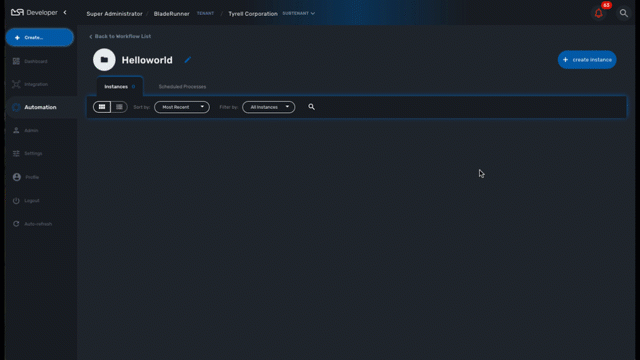 Developer
Super Administrator / BladeRunner TENANT / Tyrell Corporation SUBTENANT
63
+ Create...
Back to Workflow List
Dashboard
Helloworld
+ create instance
Integration
Instances
Scheduled Processes
Automation
Sort by: Most Recent
Filter by: All Instances
Admin
Settings
Profile
Logout
Auto-refresh